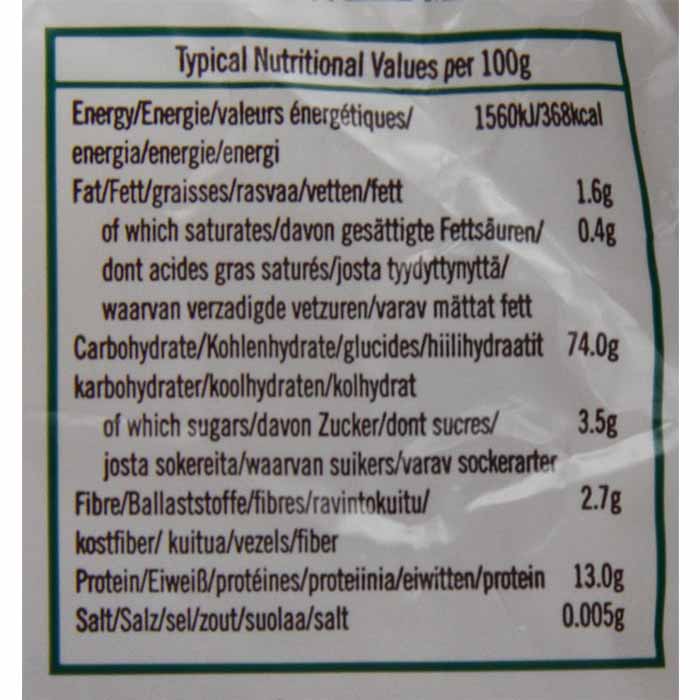 Typical Nutritional Values per 100g
Energy/Energie/valeurs énergétiques/ 1560kJ/368kcal
energia/energie/energi
Fat/Fett/graisses/rasvaa/vetten/fett 1.6g
of which saturates/davon gesättigte Fettsäuren/ 0.4g
dont acides gras saturés/josta tyydyttynyttä/
waarvan verzadigde vetzuren/varav mättat fett
Carbohydrate/Kohlenhydrate/glucides/hiilihydraatit 74.0g
karbohydrater/koolhydraten/kolhydrat
of which sugars/davon Zucker/dont sucres/ 3.5g
josta sokereita/waarvan suikers/varav sockerarter
Fibre/Ballaststoffe/fibres/ravintokuitu/ 2.7g
kostfiber/ kuitua/vezels/fiber
Protein/Eiweiß/protéines/proteiinia/eiwitten/protein 13.0g
Salt/Salz/sel/zout/suolaa/salt 0.005g